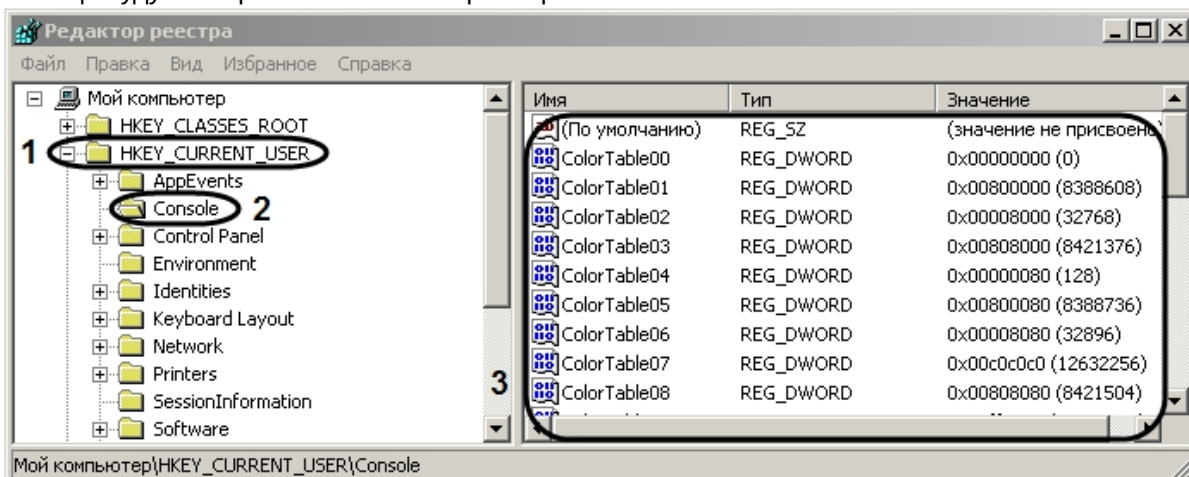 Редактор реестра
Файл Правка Вид Избранное Справка
Мой компьютер
HKEY_CLASSES_ROOT
1 HKEY_CURRENT_USER
AppEvents
Console 2
Control Panel
Environment
Identities
Keyboard Layout
Network
Printers
SessionInformation
Software
3
Имя Тип Значение
(По умолчанию) REG_SZ (значение не присвоено)
ColorTable00 REG_DWORD 0x00000000 (0)
ColorTable01 REG_DWORD 0x00800000 (8388608)
ColorTable02 REG_DWORD 0x00008000 (32768)
ColorTable03 REG_DWORD 0x00808000 (8421376)
ColorTable04 REG_DWORD 0x00000080 (128)
ColorTable05 REG_DWORD 0x00800080 (8388736)
ColorTable06 REG_DWORD 0x00008080 (32896)
ColorTable07 REG_DWORD 0x00c0c0c0 (12632256)
ColorTable08 REG_DWORD 0x00808080 (8421504)
Мой компьютер\HKEY_CURRENT_USER\Console